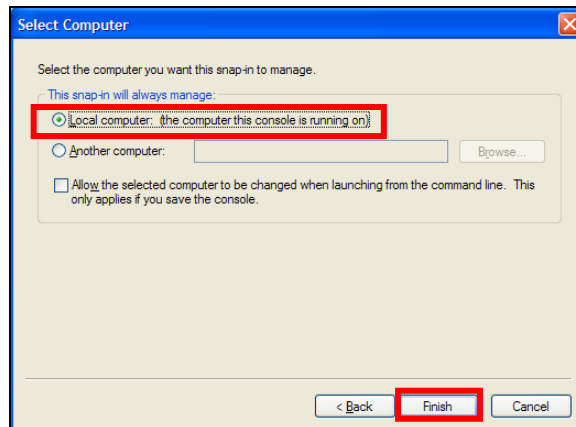 Select Computer
Select the computer you want this snap-in to manage.
This snap-in will always manage:
Local computer: (the computer this console is running on)
Another computer:
Browse...
Allow the selected computer to be changed when launching from the command line. This
only applies if you save the console.
< Back Finish Cancel